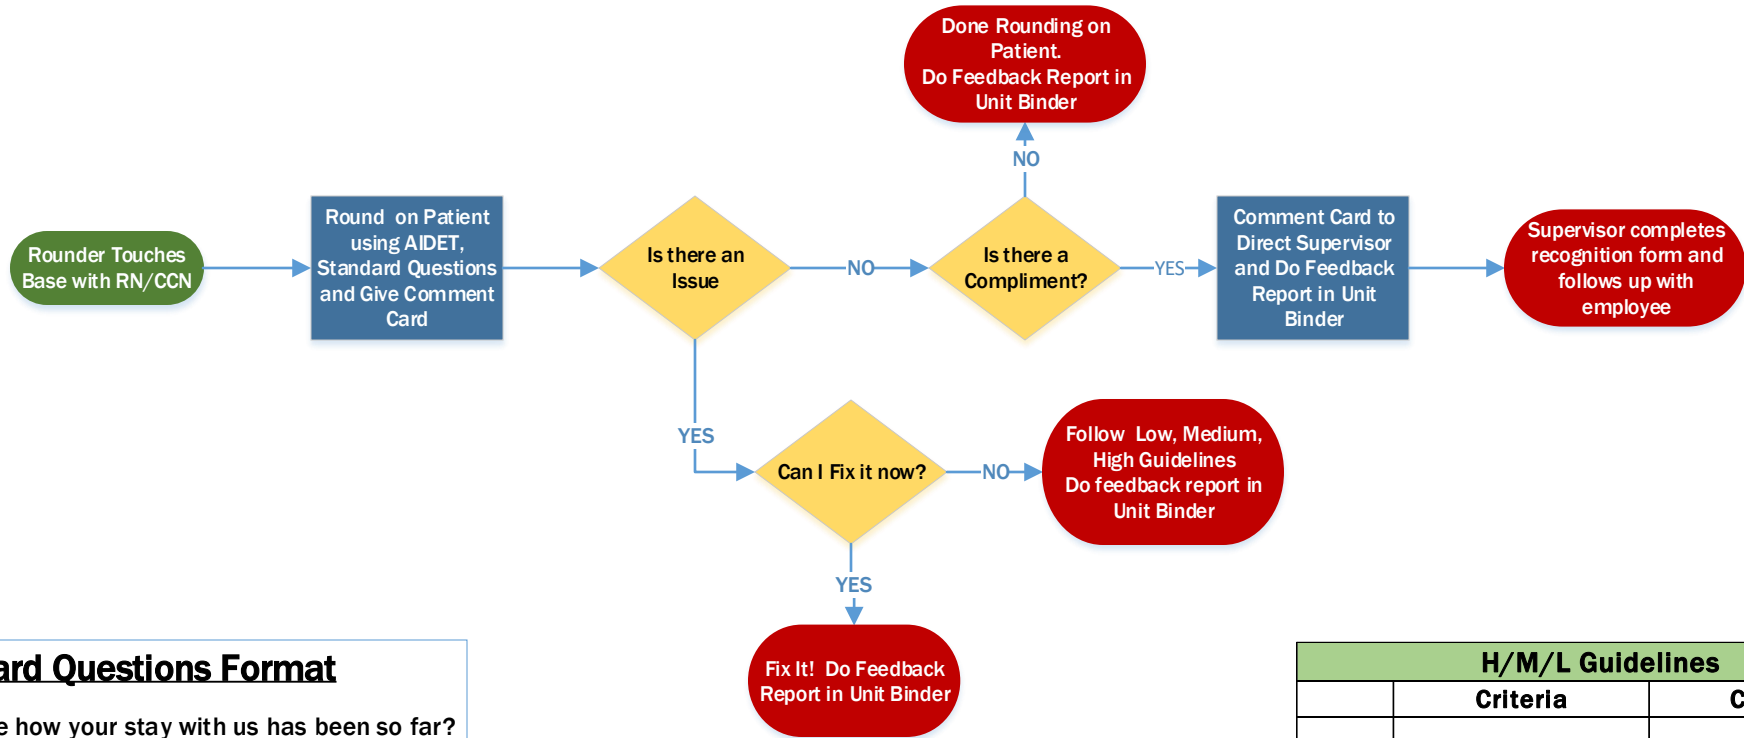 Done Rounding on
Patient.
Do Feedback Report in
Unit Binder
NO
Rounder Touches
Base with RN/CCN
Round on Patient
using AIDET,
Standard Questions
and Give Comment
Card
Is there an
Issue
NO
Is there a
Compliment?
YES
Comment Card to
Direct Supervisor
and Do Feedback
Report in Unit
Binder
Supervisor completes
recognition form and
follows up with
employee
YES
Can I Fix it now?
NO
Follow Low, Medium,
High Guidelines
Do feedback report in
Unit Binder
YES
Fix It! Do Feedback
Report in Unit Binder
Questions Format
how your stay with us has been so far?
H/M/L Guidelines
Criteria